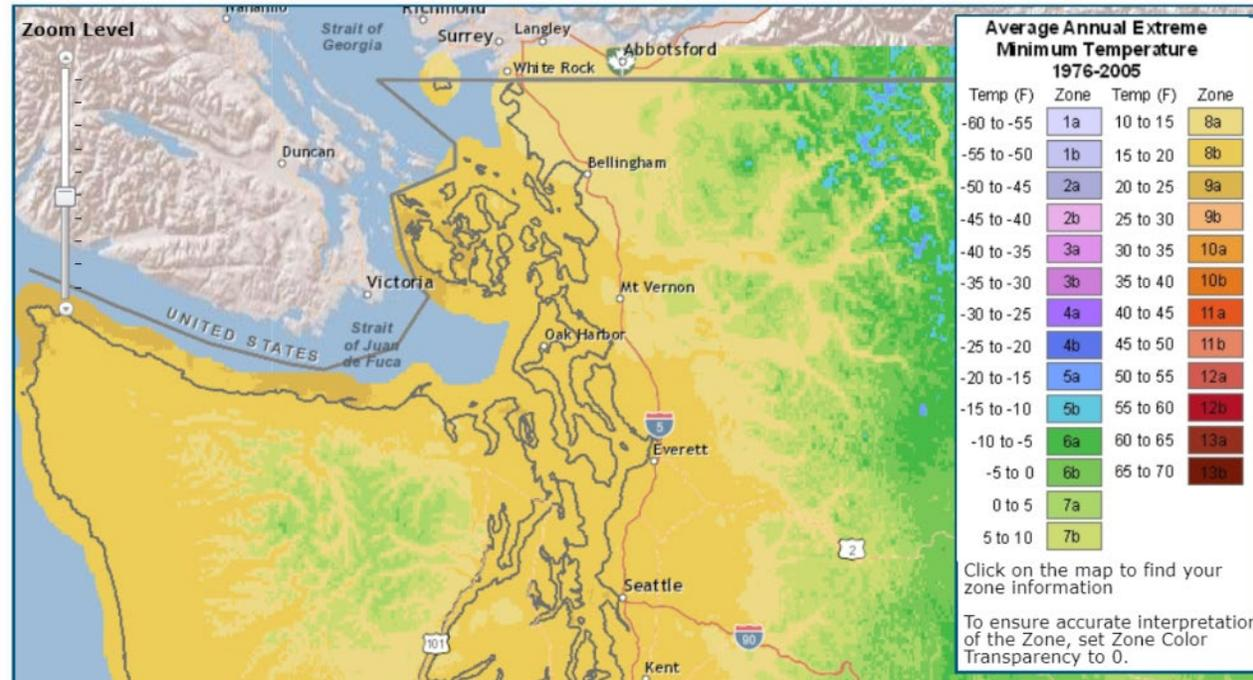 Zoom Level
Nanaimo
Richmond
Strait of
Georgia
Surrey
Langley
Abbotsford
White Rock
Duncan
Bellingham
Victoria
Mt Vernon
UNITED STATES
Strait
of Juan
de Fuca
Oak Harbor
5
Everett
2
Seattle
101
90
Kent
Average Annual Extreme
Minimum Temperature
1976-2005
Temp (F) Zone Temp (F) Zone
-60 to -55 1a 10 to 15 8a
-55 to -50 1b 15 to 20 8b
-50 to -45 2a 20 to 25 9a
-45 to -40 2b 25 to 30 9b
-40 to -35 3a 30 to 35 10a
-35 to -30 3b 35 to 40 10b
-30 to -25 4a 40 to 45 11a
-25 to -20 4b 45 to 50 11b
-20 to -15 5a 50 to 55 12a
-15 to -10 5b 55 to 60 12b
-10 to -5 6a 60 to 65 13a
-5 to 0 6b 65 to 70 13b
0 to 5 7a
5 to 10 7b
Click on the map to find your
zone information
To ensure accurate interpretation
of the Zone, set Zone Color
Transparency to 0.